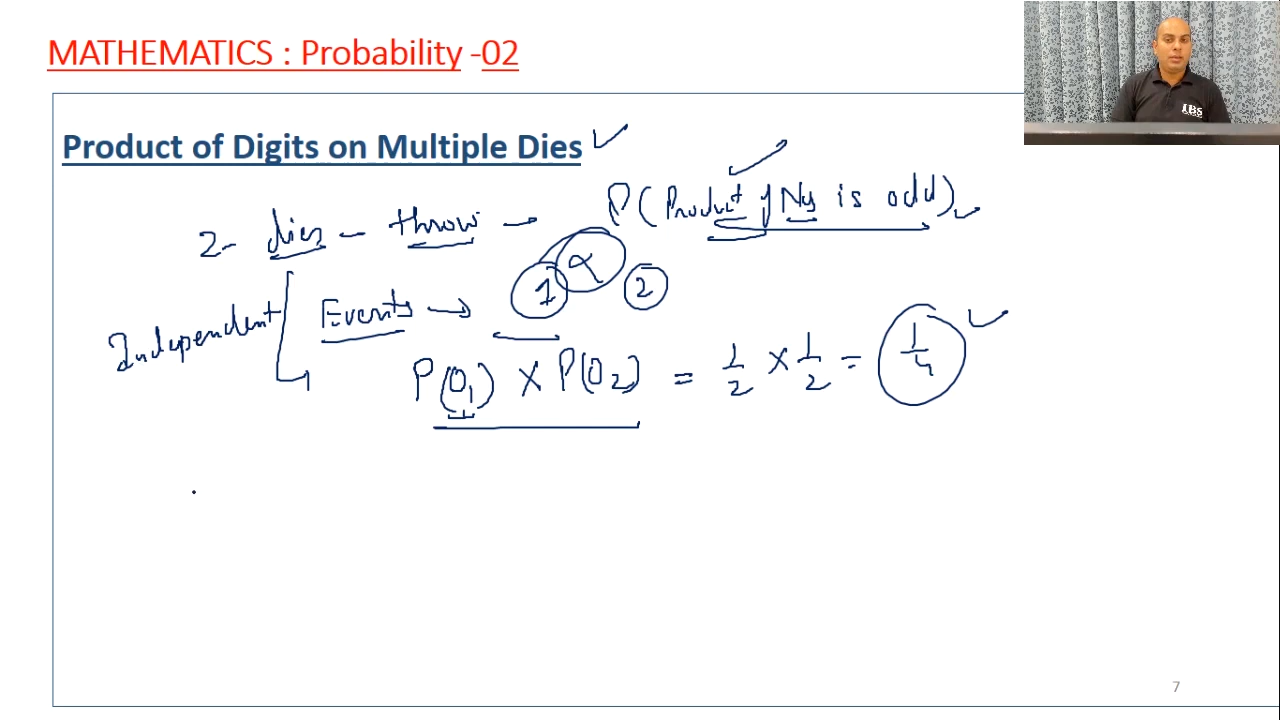 MATHEMATICS : Probability -02
IBS
Product of Digits on Multiple Dies
2- dies - throw - P(Product of Nos is odd)
1 2
Independent Events →
P(O₁) × P(O₂) = 1/2 × 1/2 = 1/4
7